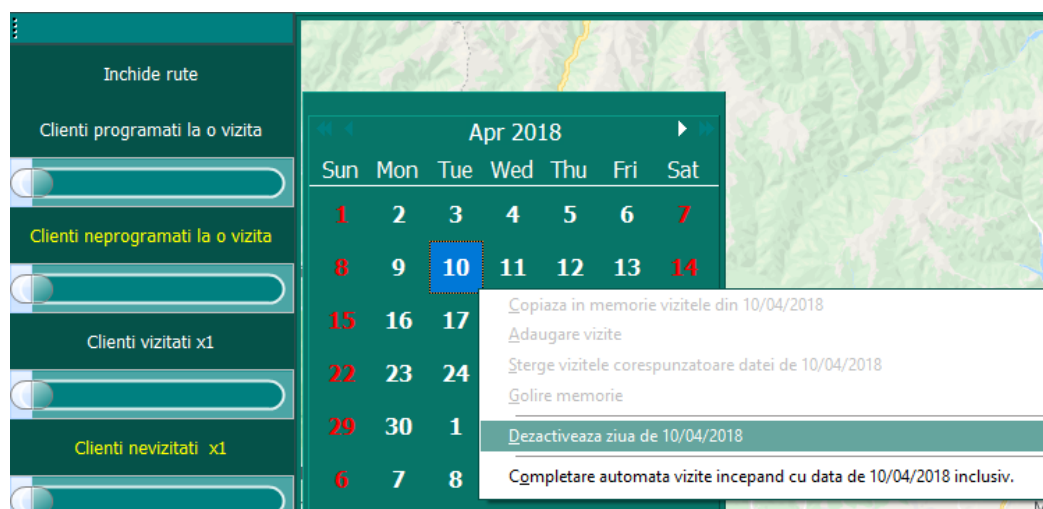 Inchide rute
Clienti programati la o vizita
Clienti neprogramati la o vizita
Clienti vizitati x1
Clienti nevizitati x1
Apr 2018
Sun Mon Tue Wed Thu Fri Sat
1 2 3 4 5 6 7
8 9 10 11 12 13 14
15 16 17
22 23 24
29 30 1
6 7 8
Copiaza in memorie vizitele din 10/04/2018
Adaugare vizite
Sterge vizitele corespunzatoare datei de 10/04/2018
Golire memorie
Dezactiveaza ziua de 10/04/2018
Completare automata vizite incepand cu data de 10/04/2018 inclusiv.